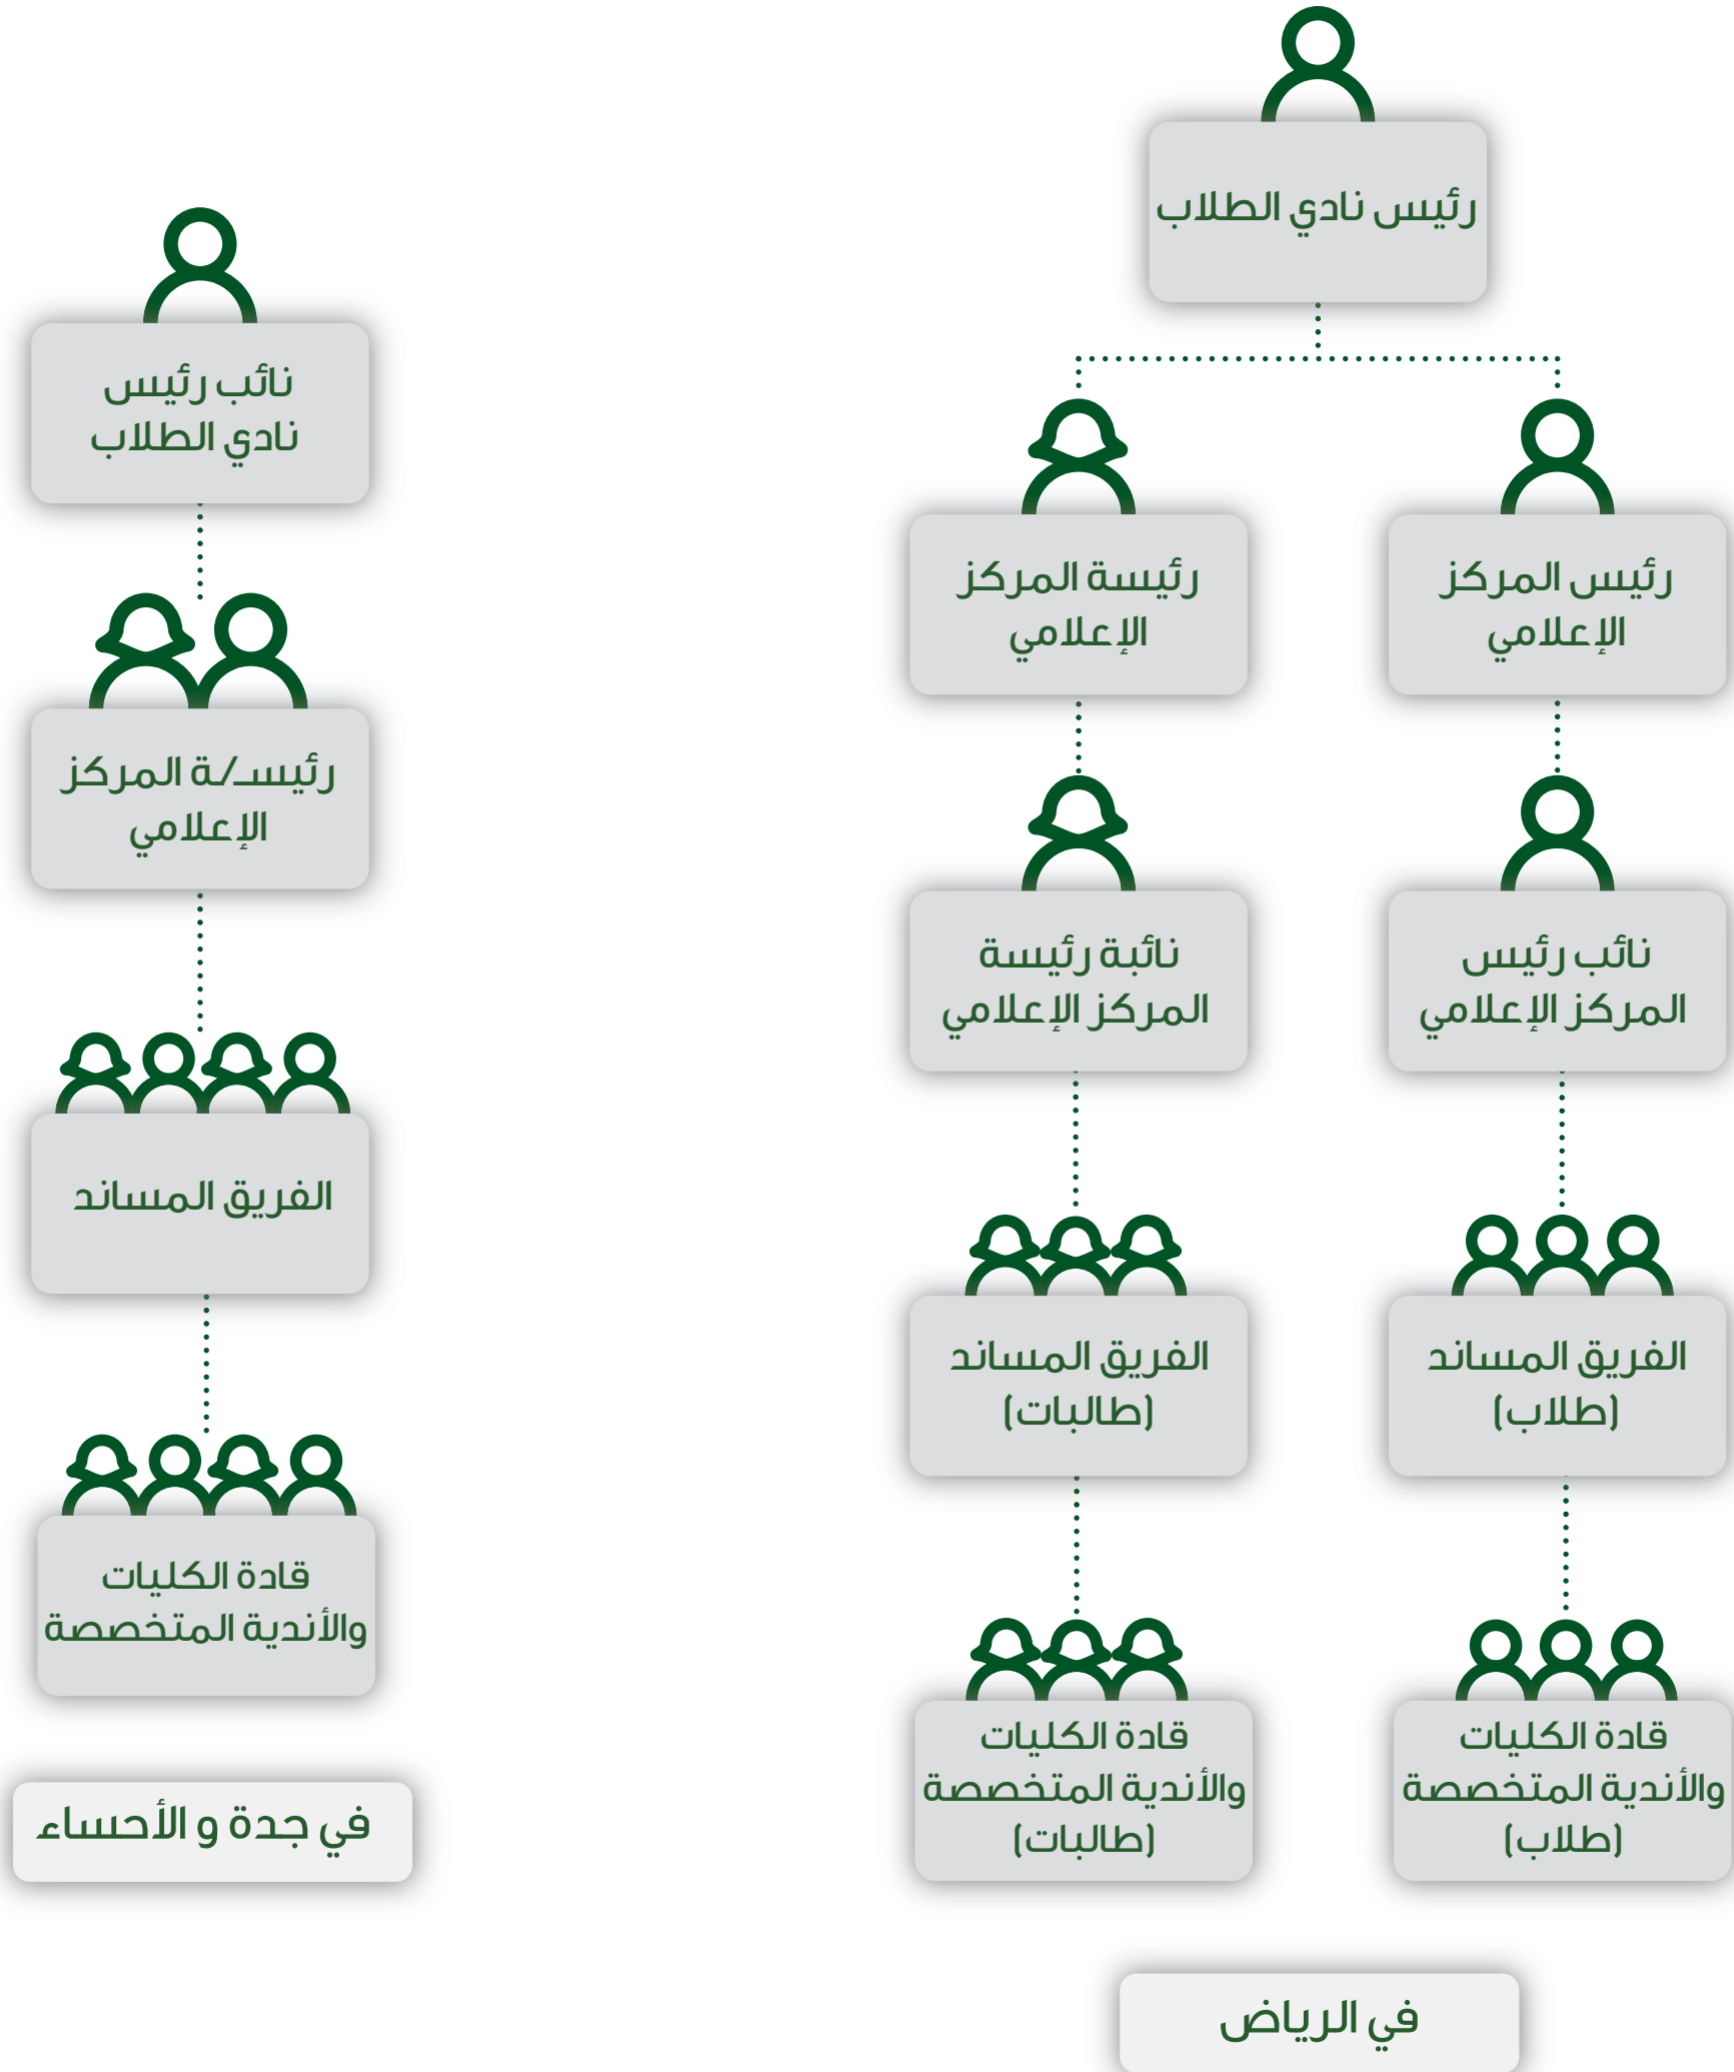 رئيس نادي الطلاب
رئيس المركز
الإعلامي
نائب رئيس
المركز الإعلامي
الفريق المساند
(طلاب)
قادة الكليات
والأندية المتخصصة
(طلاب)
رئيسة المركز
الإعلامي
نائبة رئيسة
المركز الإعلامي
الفريق المساند
(طالبات)
قادة الكليات
والأندية المتخصصة
(طالبات)
في الرياض
نائب رئيس
نادي الطلاب
رئيسـ/ـة المركز
الإعلامي
الفريق المساند
قادة الكليات
والأندية المتخصصة
في جدة و الأحساء